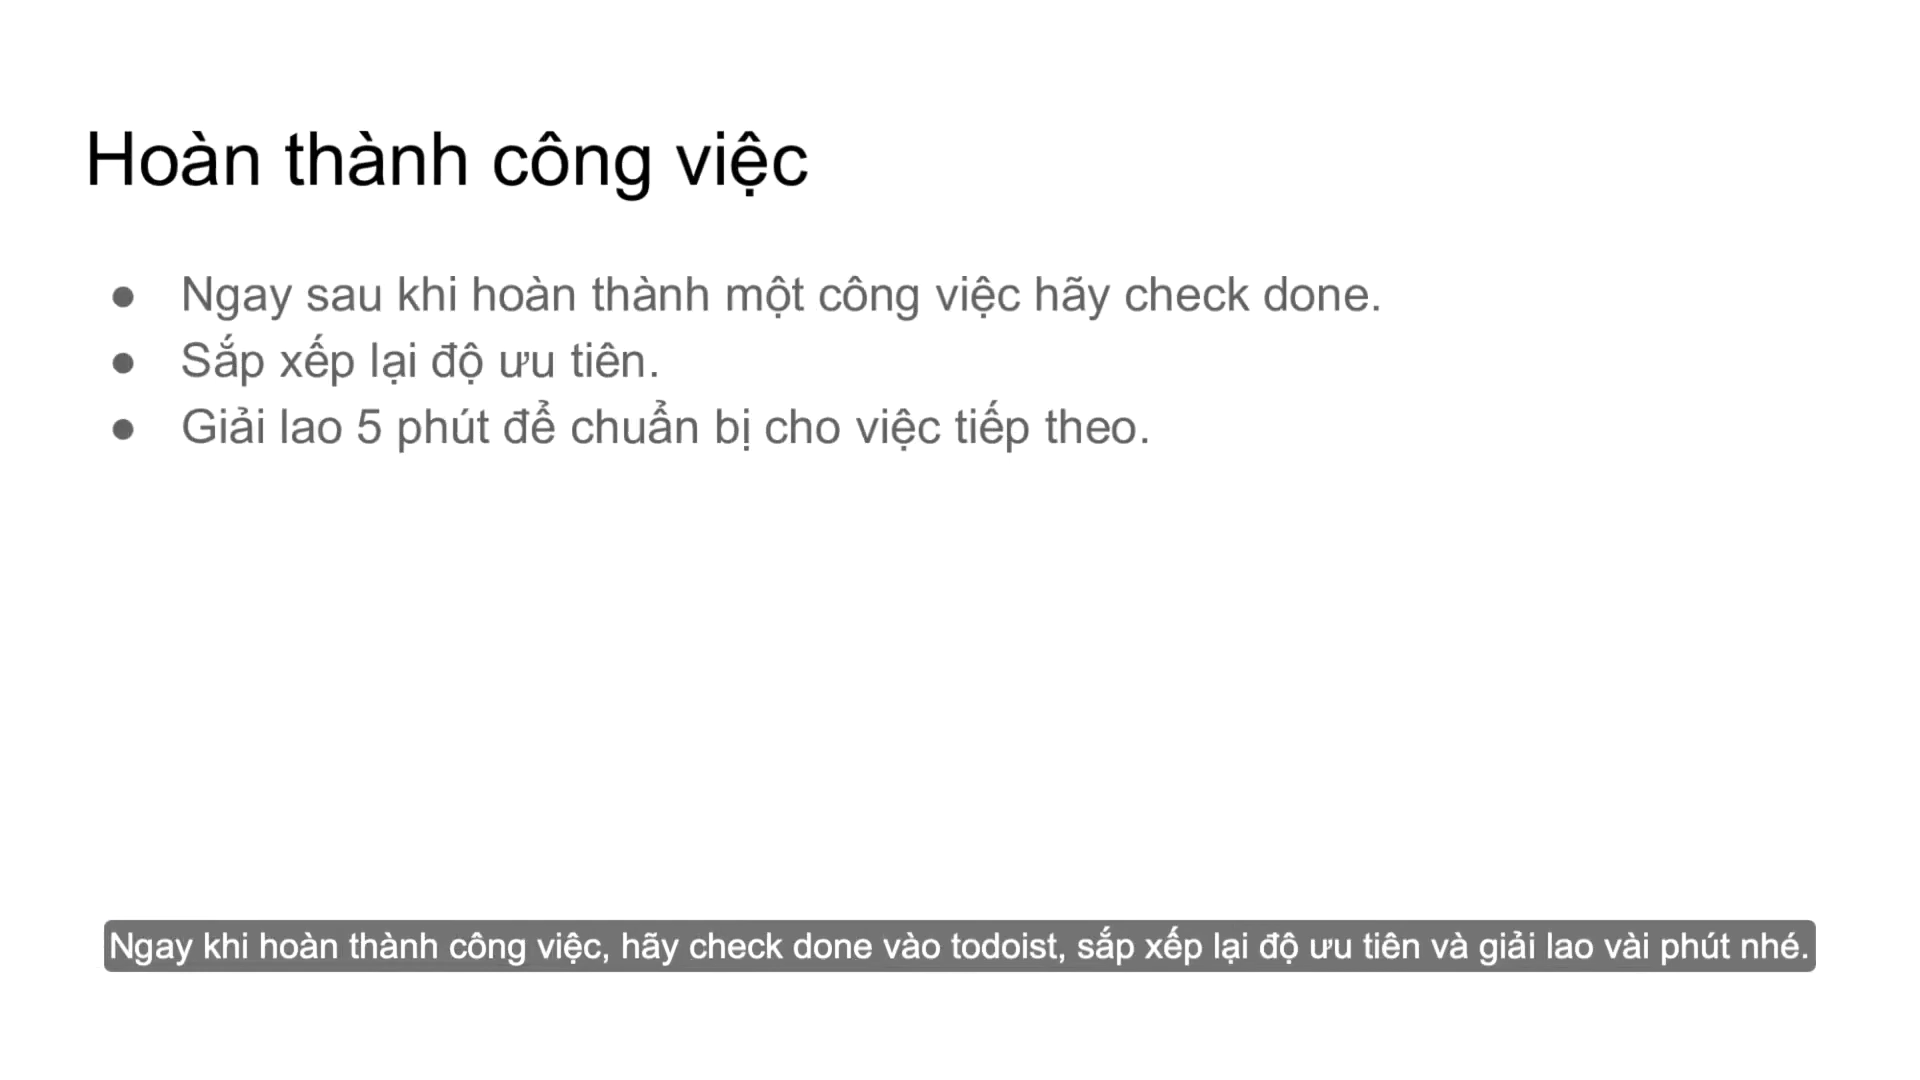 Hoàn thành công việc
● Ngay sau khi hoàn thành một công việc hãy check done.
● Sắp xếp lại độ ưu tiên.
● Giải lao 5 phút để chuẩn bị cho việc tiếp theo.
Ngay khi hoàn thành công việc, hãy check done vào todoist, sắp xếp lại độ ưu tiên và giải lao vài phút nhé.